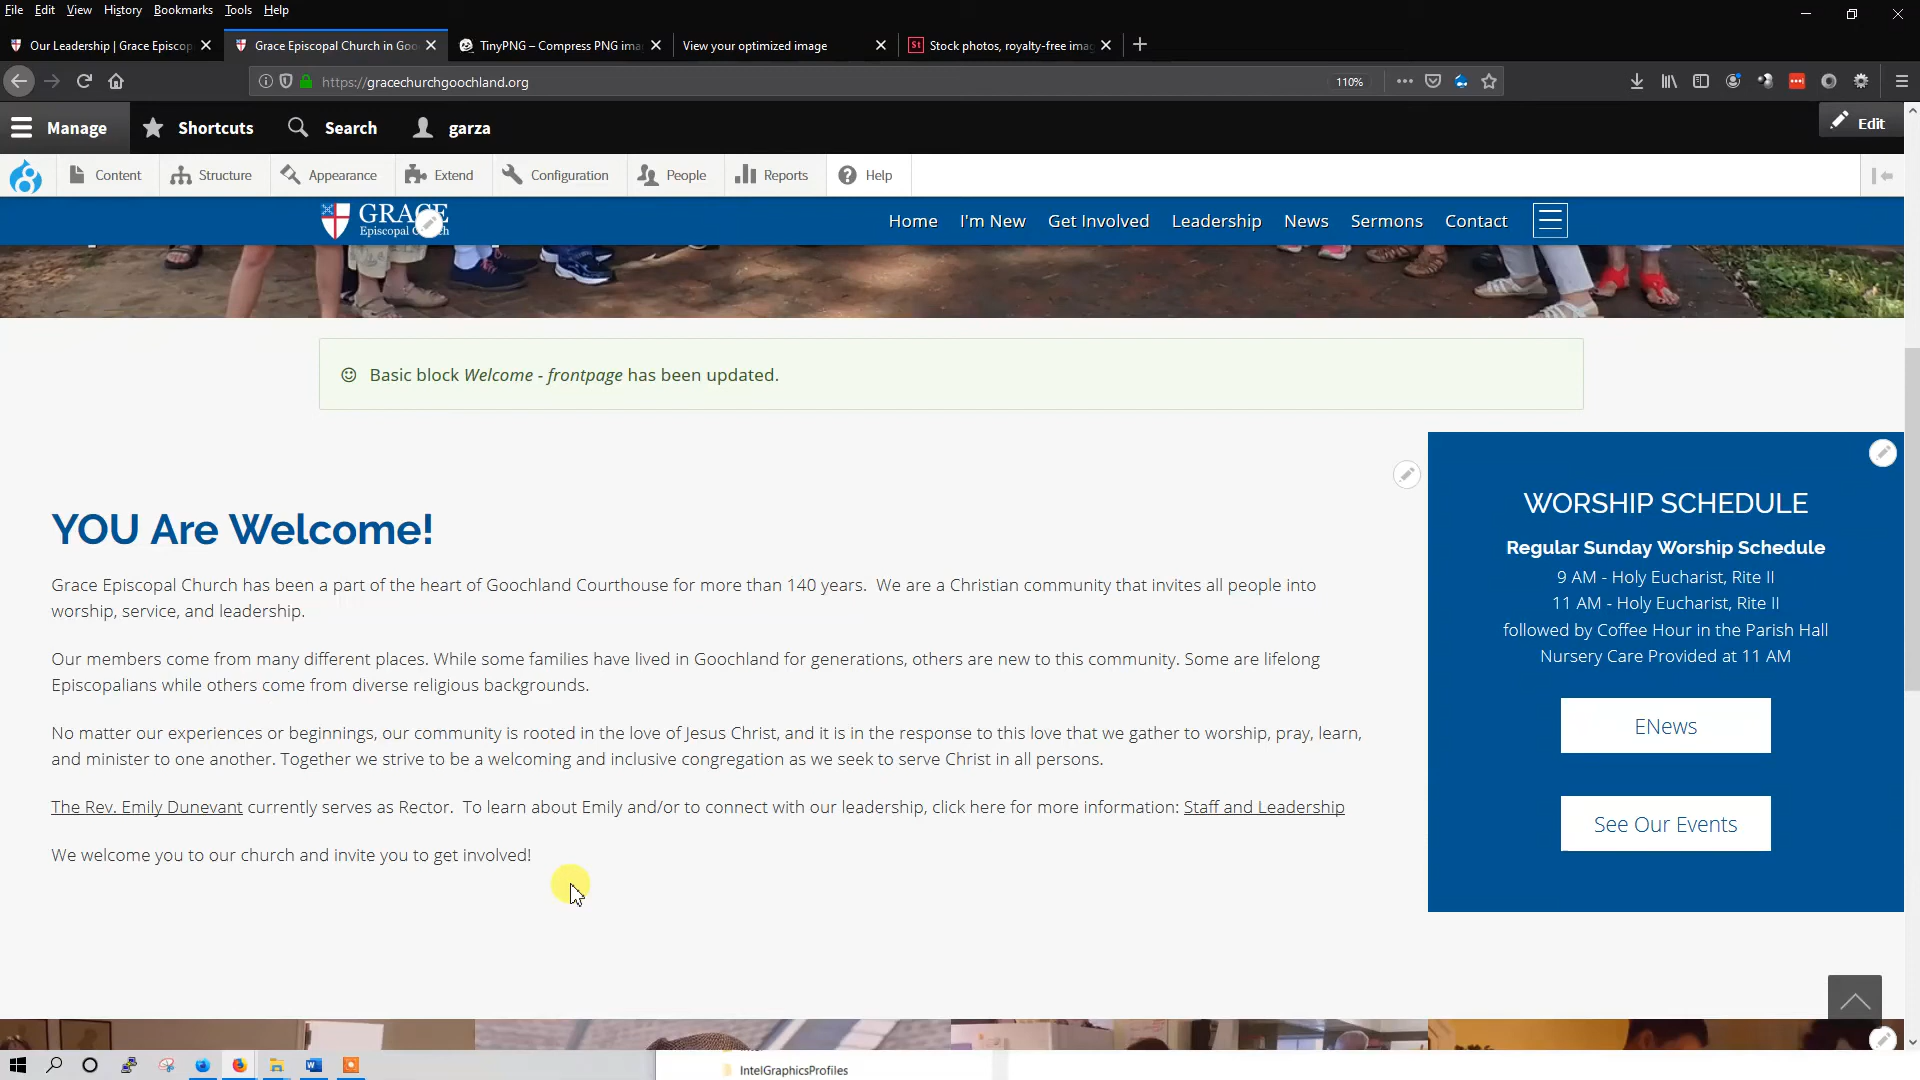 File Edit View History Bookmarks Tools Help
Our Leadership | Grace Episcop
Grace Episcopal Church in Goo
TinyPNG – Compress PNG ima
View your optimized image
Stock photos, royalty-free imag
https://gracechurchgoochland.org
110%
Manage Shortcuts Search garza Edit
Content Structure Appearance Extend Configuration People Reports Help
GRACE
Episcopal Church
Home I'm New Get Involved Leadership News Sermons Contact
Basic block Welcome - frontpage has been updated.
YOU Are Welcome!
Grace Episcopal Church has been a part of the heart of Goochland Courthouse for more than 140 years. We are a Christian community that invites all people into
worship, service, and leadership.
Our members come from many different places. While some families have lived in Goochland for generations, others are new to this community. Some are lifelong
Episcopalians while others come from diverse religious backgrounds.
No matter our experiences or beginnings, our community is rooted in the love of Jesus Christ, and it is in the response to this love that we gather to worship, pray, learn,
and minister to one another. Together we strive to be a welcoming and inclusive congregation as we seek to serve Christ in all persons.
The Rev. Emily Dunevant currently serves as Rector. To learn about Emily and/or to connect with our leadership, click here for more information: Staff and Leadership
We welcome you to our church and invite you to get involved!
WORSHIP SCHEDULE
Regular Sunday Worship Schedule
9 AM - Holy Eucharist, Rite II
11 AM - Holy Eucharist, Rite II
followed by Coffee Hour in the Parish Hall
Nursery Care Provided at 11 AM
ENews
See Our Events
IntelGraphicsProfiles